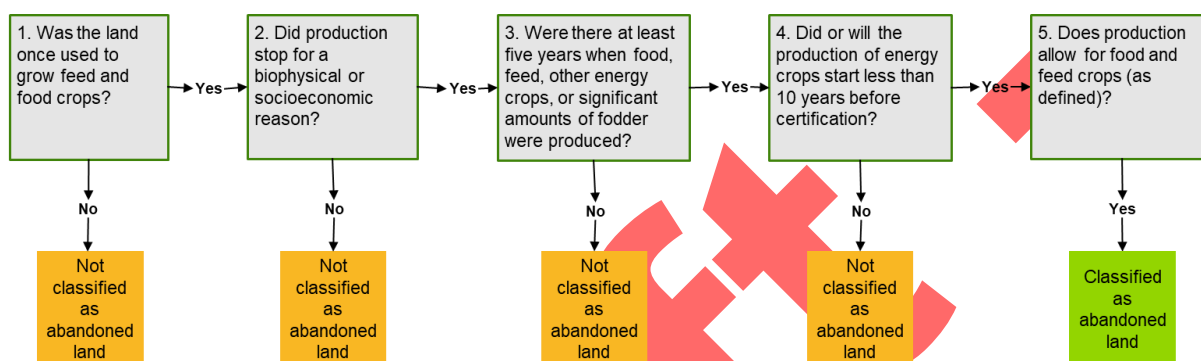 1. Was the land
once used to
grow feed and
food crops?
Yes
2. Did production
stop for a
biophysical or
socioeconomic
reason?
Yes
3. Were there at least
five years when food,
feed, other energy
crops, or significant
amounts of fodder
were produced?
Yes
4. Did or will the
production of energy
crops start less than
10 years before
certification?
Yes
5. Does production
allow for food and
feed crops (as
defined)?
No
No
No
No
Yes
Not
classified
as
abandoned
land
Not
classified
as
abandoned
land
Not
classified
as
abandoned
land
Not
classified
as
abandoned
land
Classified
as
abandoned
land